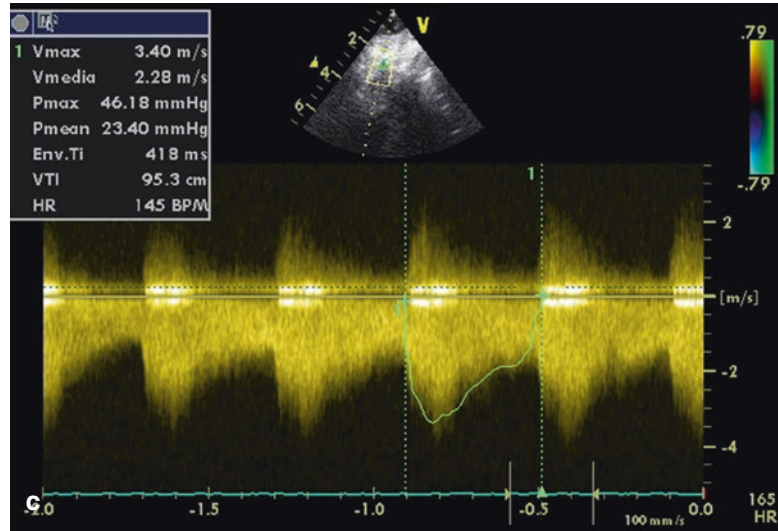 1 Vmax 3.40 m/s
Vmedia 2.28 m/s
Pmax 46.18 mmHg
Pmean 23.40 mmHg
Env.Ti 418 ms
VTI 95.3 cm
HR 145 BPM
V
2
4
6
.79
-.79
1
2
[m/s]
-2
-4
C
-2.0 -1.5 -1.0 -0.5 0.0
100 mm/s
165
HR